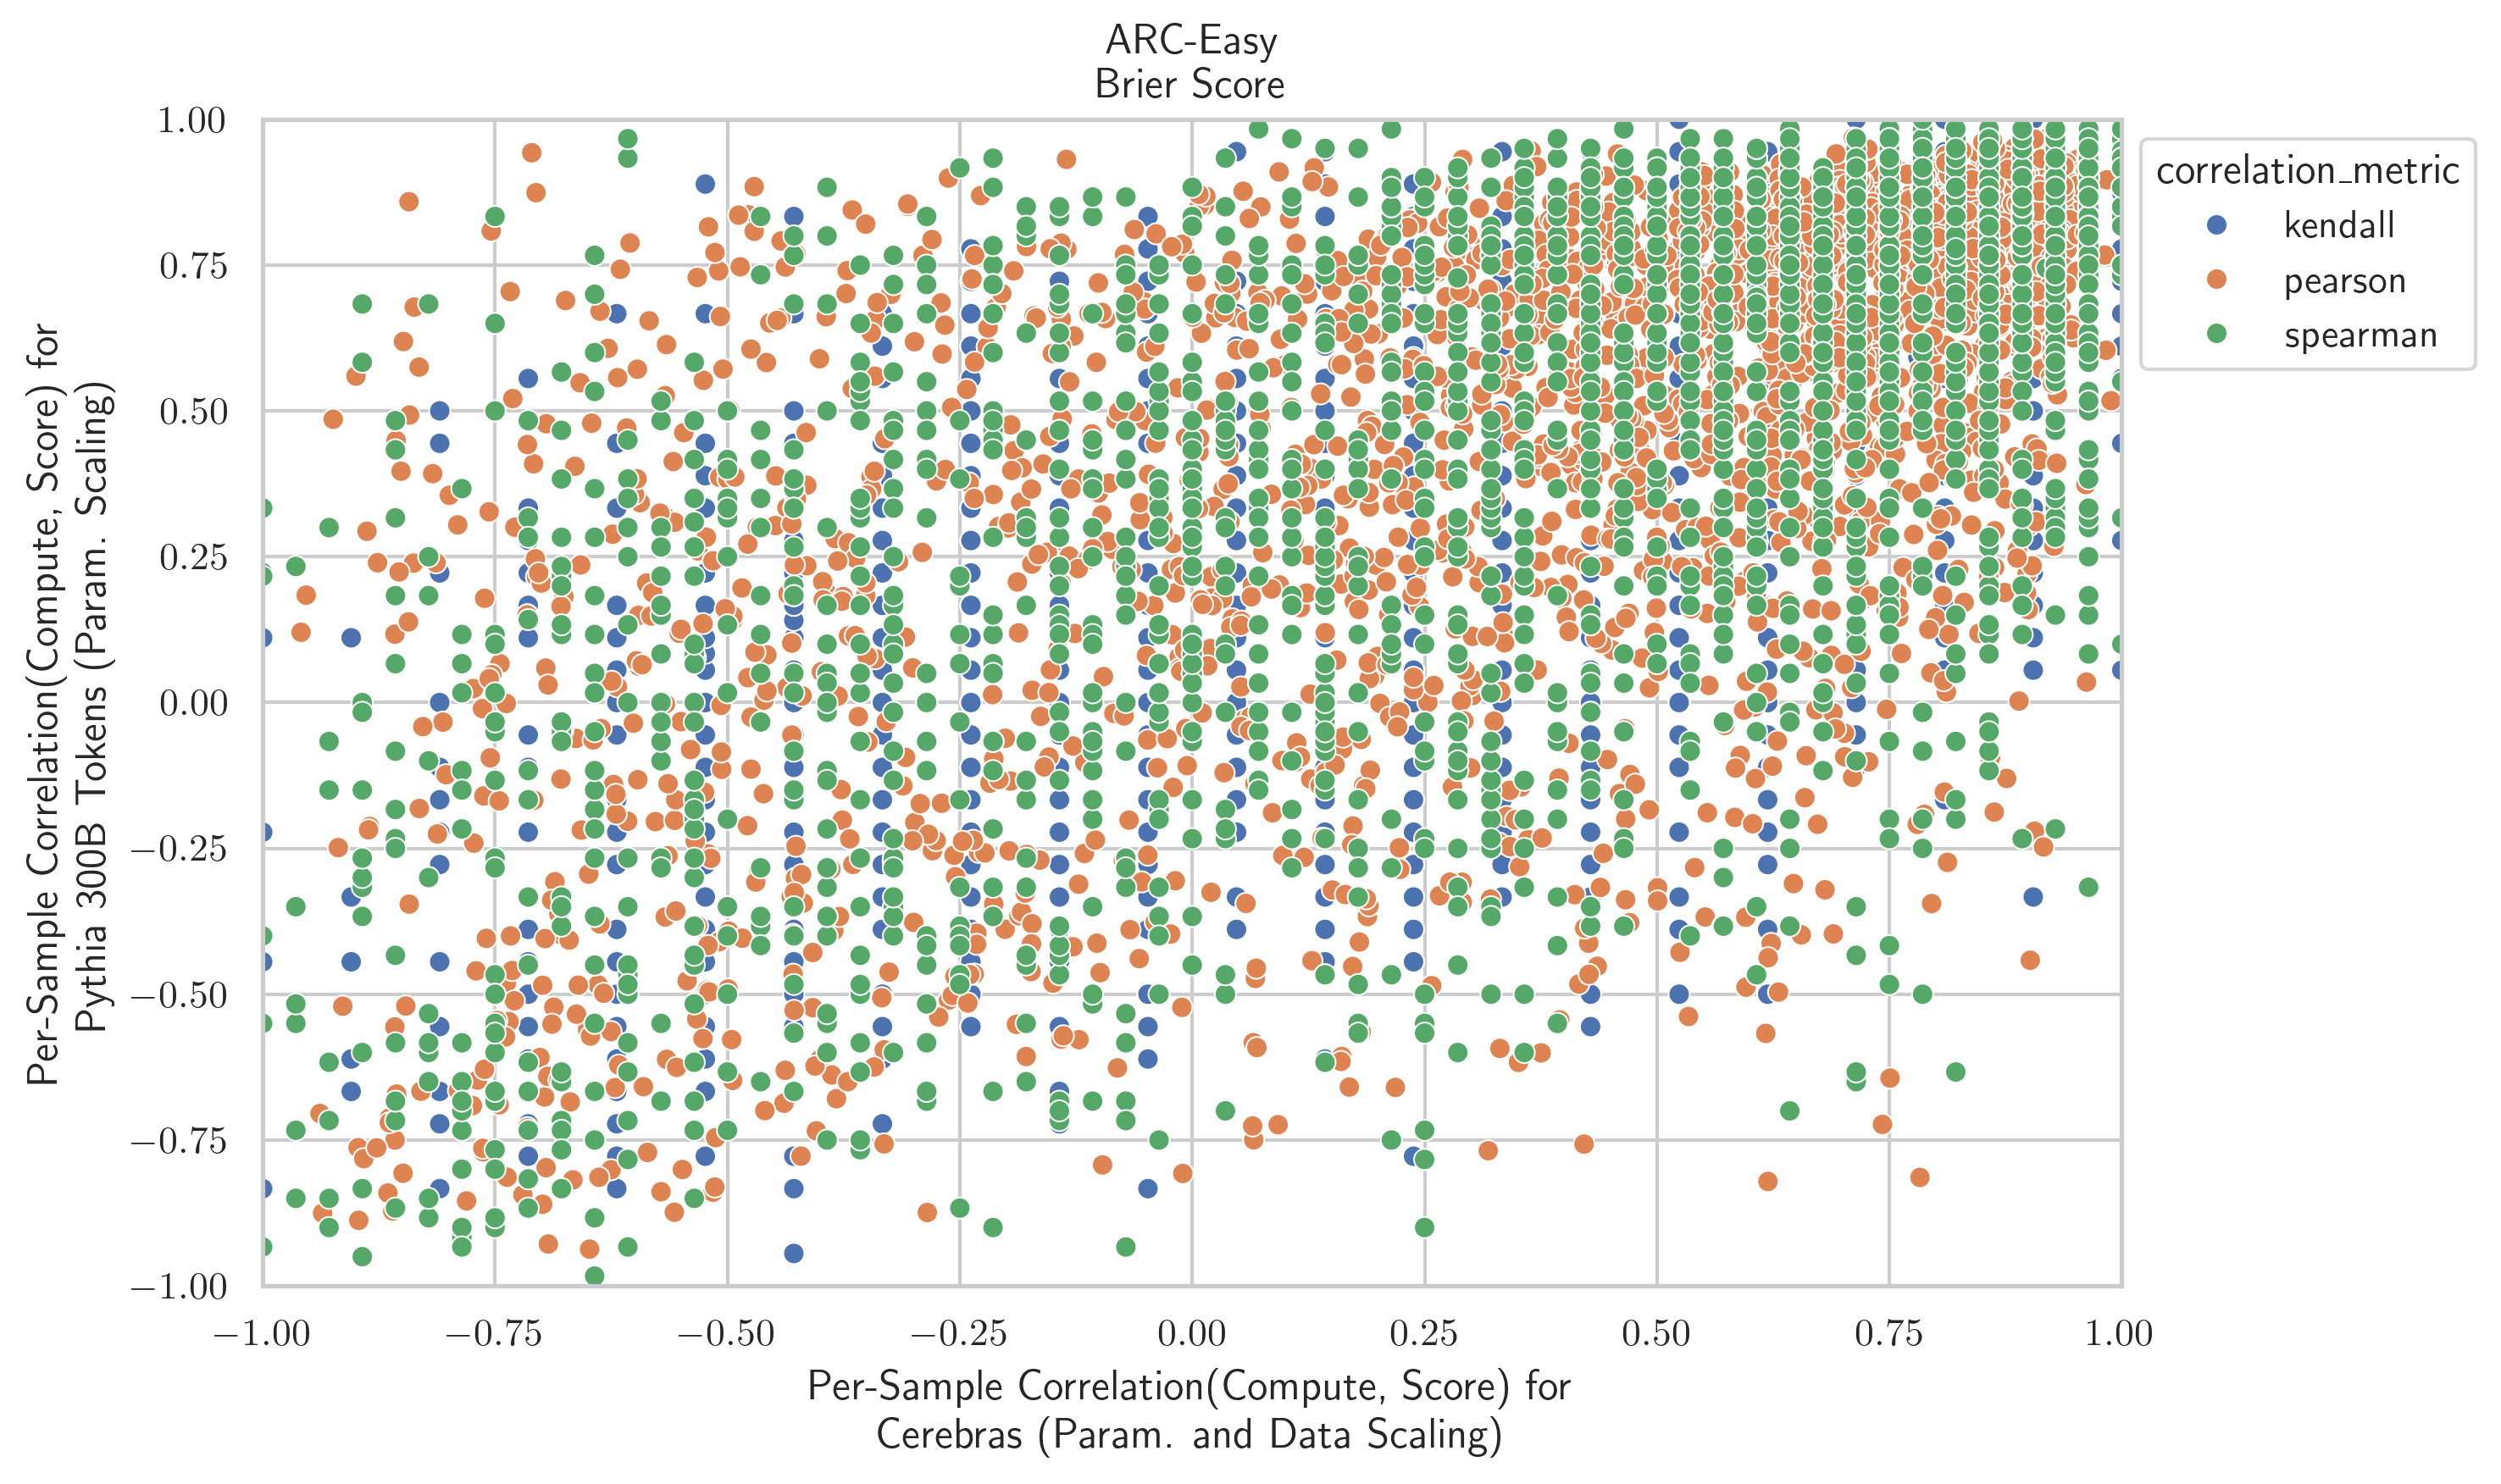 ARC-Easy
Brier Score
Per-Sample Correlation(Compute, Score) for
Pythia 300B Tokens (Param. Scaling)
1.00
0.75
0.50
0.25
0.00
−0.25
−0.50
−0.75
−1.00
−1.00 −0.75 −0.50 −0.25 0.00 0.25 0.50 0.75 1.00
Per-Sample Correlation(Compute, Score) for
Cerebras (Param. and Data Scaling)
correlation_metric
kendall
pearson
spearman